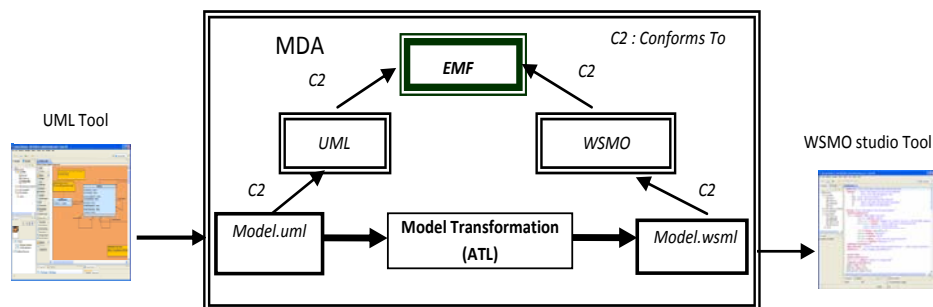 MDA
C2 : Conforms To
EMF
C2
C2
UML Tool
UML
WSMO
WSMO studio Tool
C2
C2
Model.uml
Model Transformation
(ATL)
Model.wsml